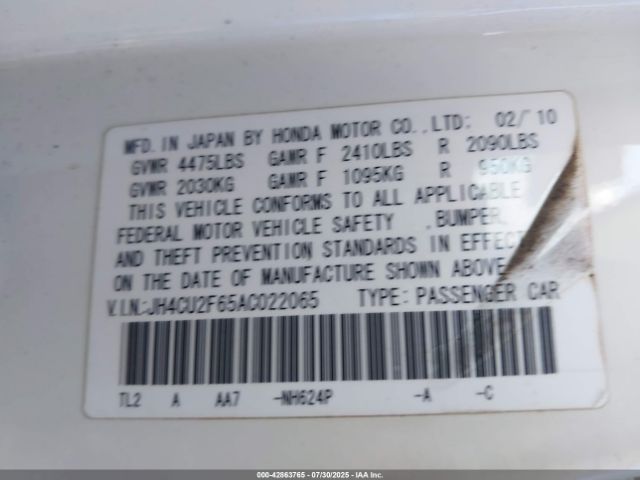 MFD. IN JAPAN BY HONDA MOTOR CO., LTD: 02/ 10
GVWR 4475LBS GAWR F 2410LBS R 2090LBS
GVWR 2030KG GAWR F 1095KG R 950KG
THIS VEHICLE CONFORMS TO ALL APPLICABLE
FEDERAL MOTOR VEHICLE SAFETY , BUMPER,
AND THEFT PREVENTION STANDARDS IN EFFECT
ON THE DATE OF MANUFACTURE SHOWN ABOVE
V.I.N:JH4CU2F65AC022065 TYPE: PASSENGER CAR
TL2 A AA7 -NH624P -A -C
000-42863765 - 07/30/2025 - IAA Inc.